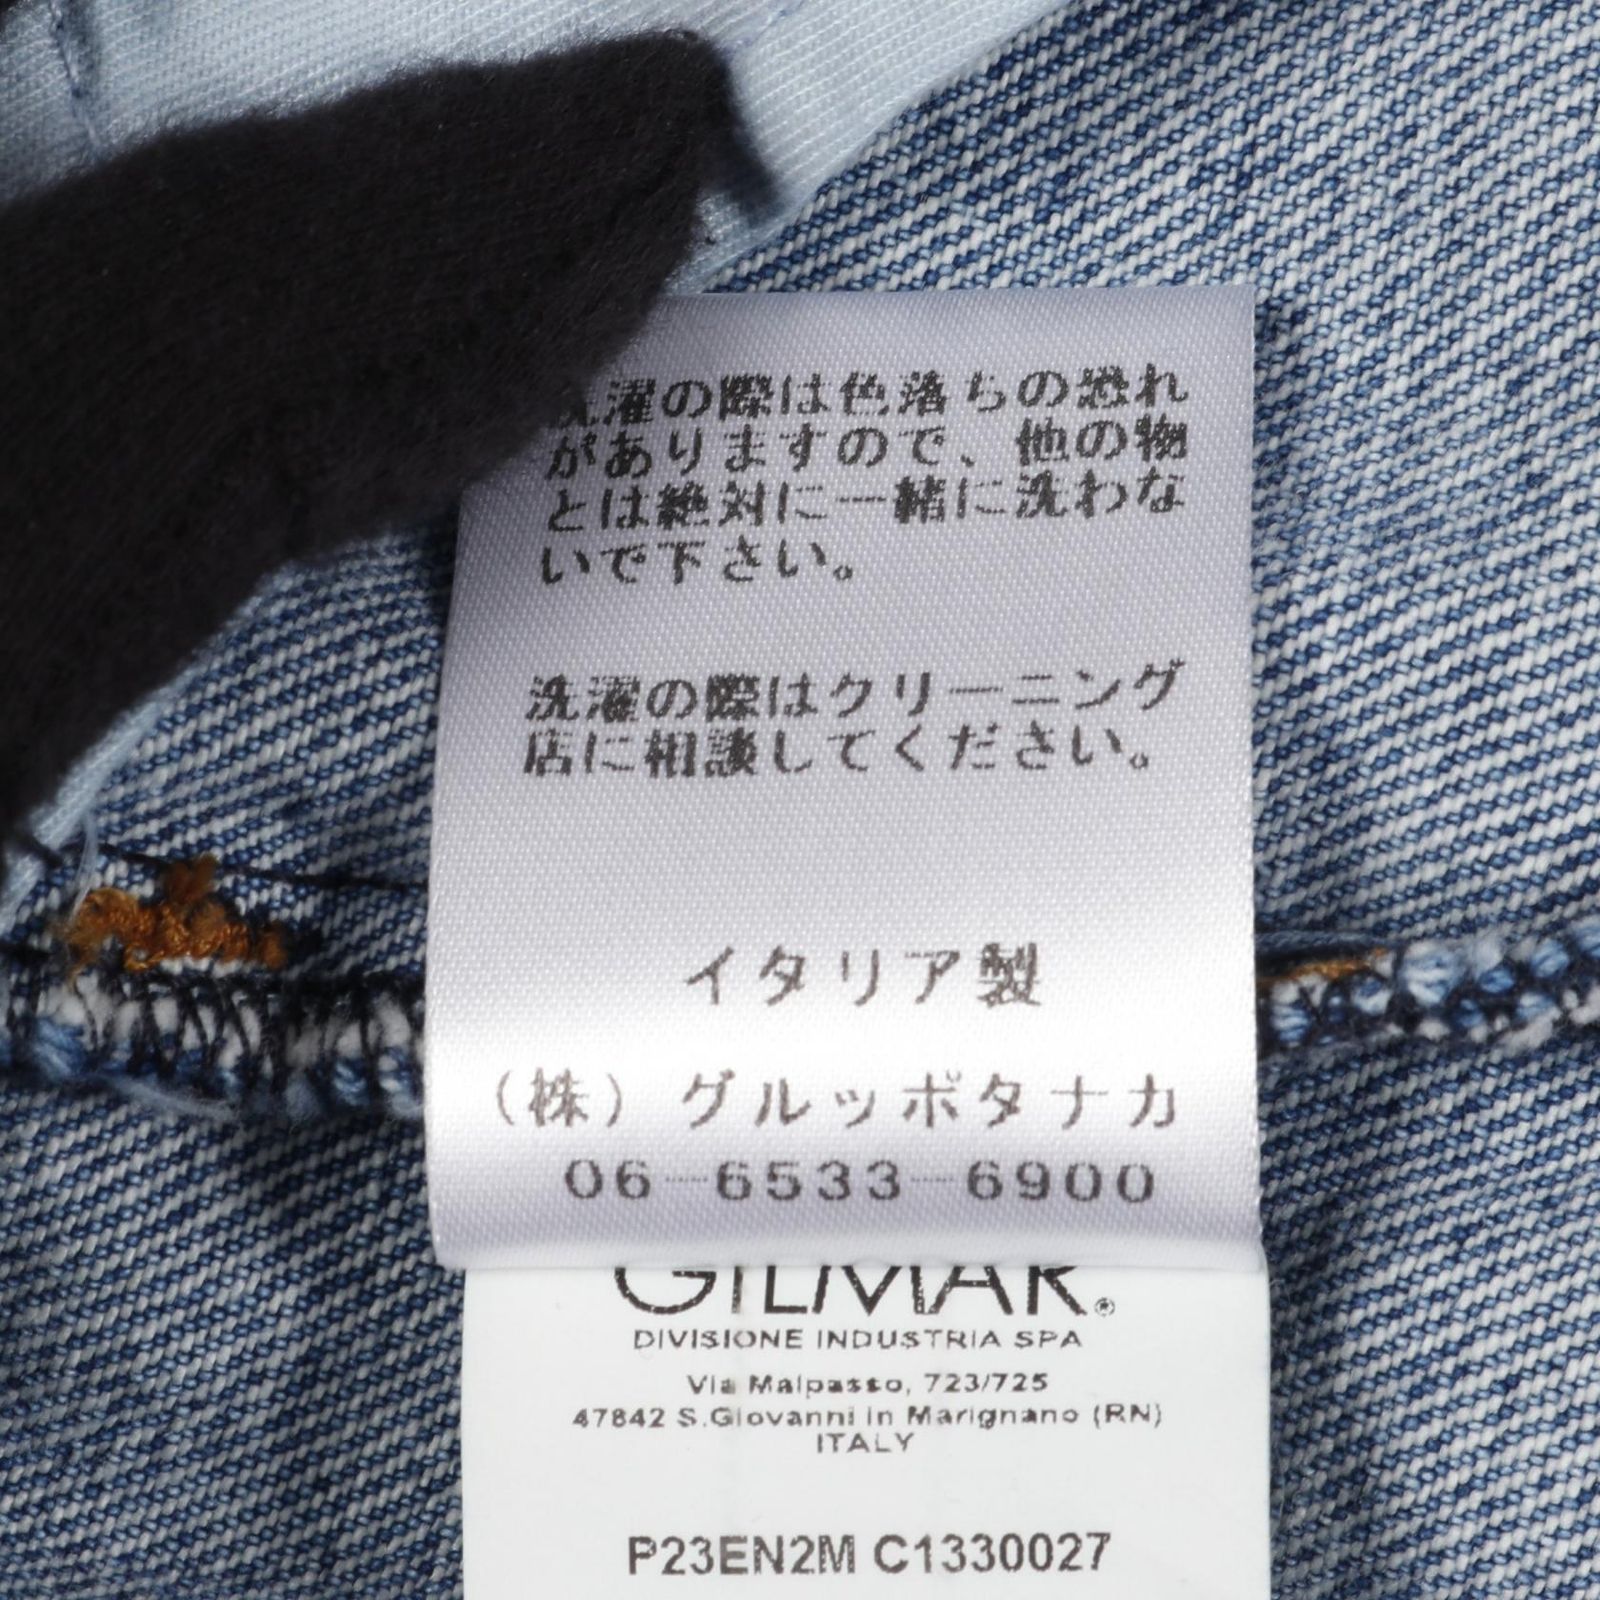 洗濯の際は色落ちの恐れ
がありますので、他の物
とは絶対に一緒に洗わな
いで下さい。
洗濯の際はクリーニング
店に相談してください。
イタリア製
（株）グルッポタナカ
06-6533-6900
GILMAR®
DIVISIONE INDUSTRIA SPA
Via Malpasso, 723/725
47842 S.Giovanni in Marignano (RN)
ITALY
P23EN2M C1330027